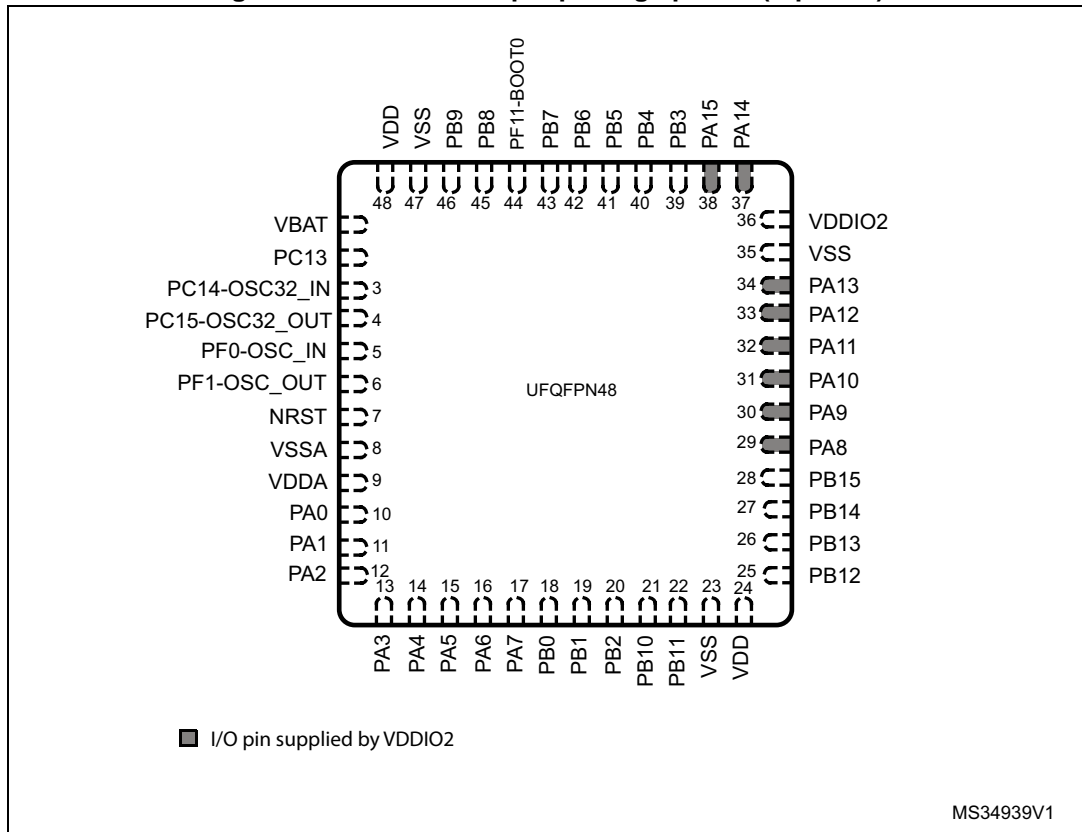 VDD
VSS
PB9
PB8
PF11-BOOT0
PB7
PB6
PB5
PB4
PB3
PA15
PA14
48 47 46 45 44 43 42 41 40 39 38 37
VBAT
PC13
PC14-OSC32_IN 3
PC15-OSC32_OUT 4
PF0-OSC_IN 5
PF1-OSC_OUT 6
NRST 7
VSSA 8
VDDA 9
PA0 10
PA1 11
PA2 12
UFQFPN48
36 VDDIO2
35 VSS
34 PA13
33 PA12
32 PA11
31 PA10
30 PA9
29 PA8
28 PB15
27 PB14
26 PB13
25 PB12
13 14 15 16 17 18 19 20 21 22 23 24
PA3
PA4
PA5
PA6
PA7
PB0
PB1
PB2
PB10
PB11
VSS
VDD
I/O pin supplied by VDDIO2
MS34939V1